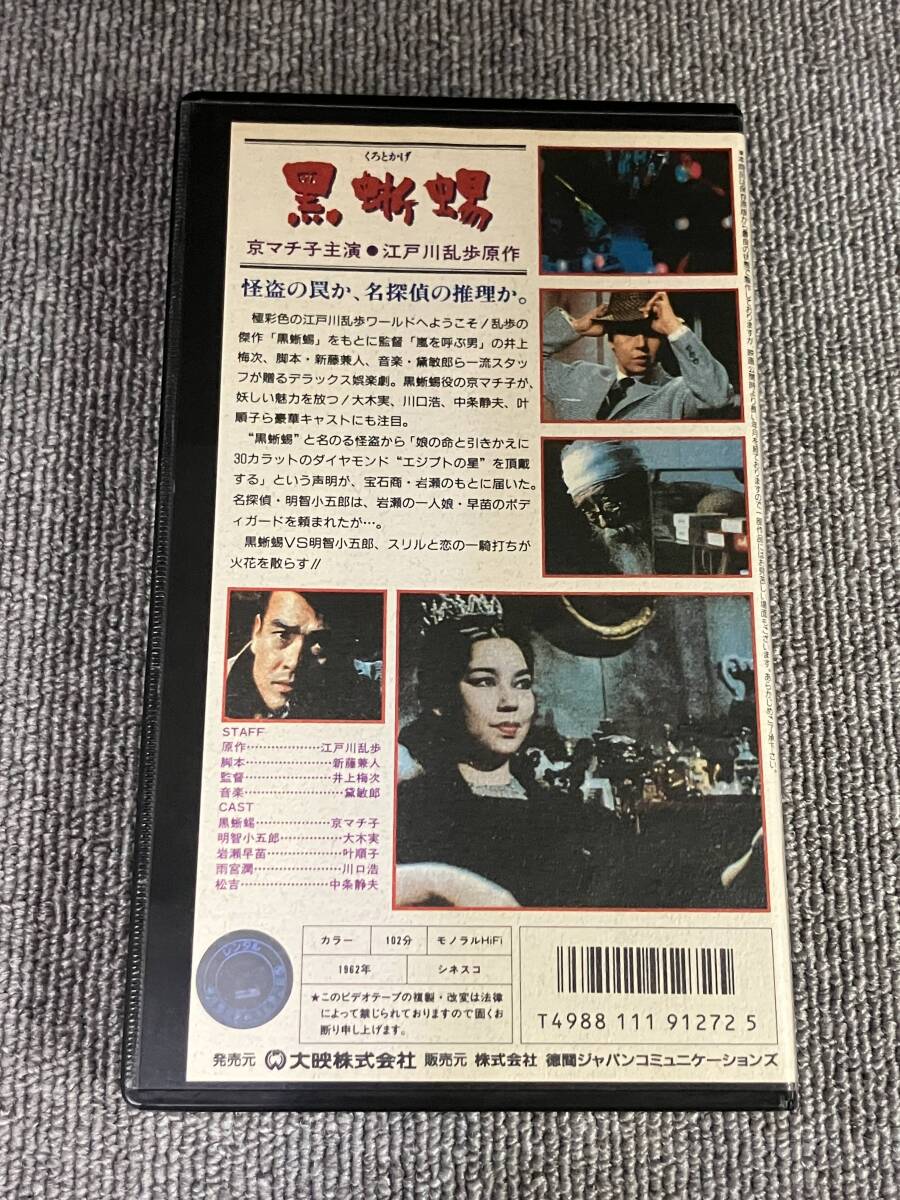 くろとかげ
黒蜥蜴
京マチ子主演●江戸川乱歩原作
怪盗の罠か、名探偵の推理か。
極彩色の江戸川乱歩ワールドへようこそ!乱歩の
傑作「黒蜥蜴」をもとに監督「嵐を呼ぶ男」の井上
梅次、脚本・新藤兼人、音楽・黛敏郎ら一流スタッ
フが贈るデラックス娯楽劇。黒蜥蜴役の京マチ子が、
妖しい魅力を放つ!大木実、川口浩、中条静夫、叶
順子ら豪華キャストにも注目。
“黒蜥蜴”と名のる怪盗から「娘の命と引きかえに
30カラットのダイヤモンド“エジプトの星”を頂戴
する」という声明が、宝石商・岩瀬のもとに届いた。
名探偵・明智小五郎は、岩瀬の一人娘・早苗のボデ
ィガードを頼まれたが…。
黒蜥蜴VS明智小五郎、スリルと恋の一騎打ちが
火花を散らす!!
STAFF
原作………………江戸川乱歩
脚本………………新藤兼人
監督………………井上梅次
音楽………………黛敏郎
CAST
黒蜥蜴………………京マチ子
明智小五郎…………大木実
岩瀬早苗………………叶順子
雨宮潤………………川口浩
松吉………………中条静夫
レンタル
カラー 102分 モノラルHiFi
1962年 シネスコ
★このビデオテープの複製・改変は法律
によって禁じられておりますので固くお
断り申し上げます。
T4988 111 91272 5
発売元 大映株式会社 販売元 株式会社 徳間ジャパンコミュニケーションズ